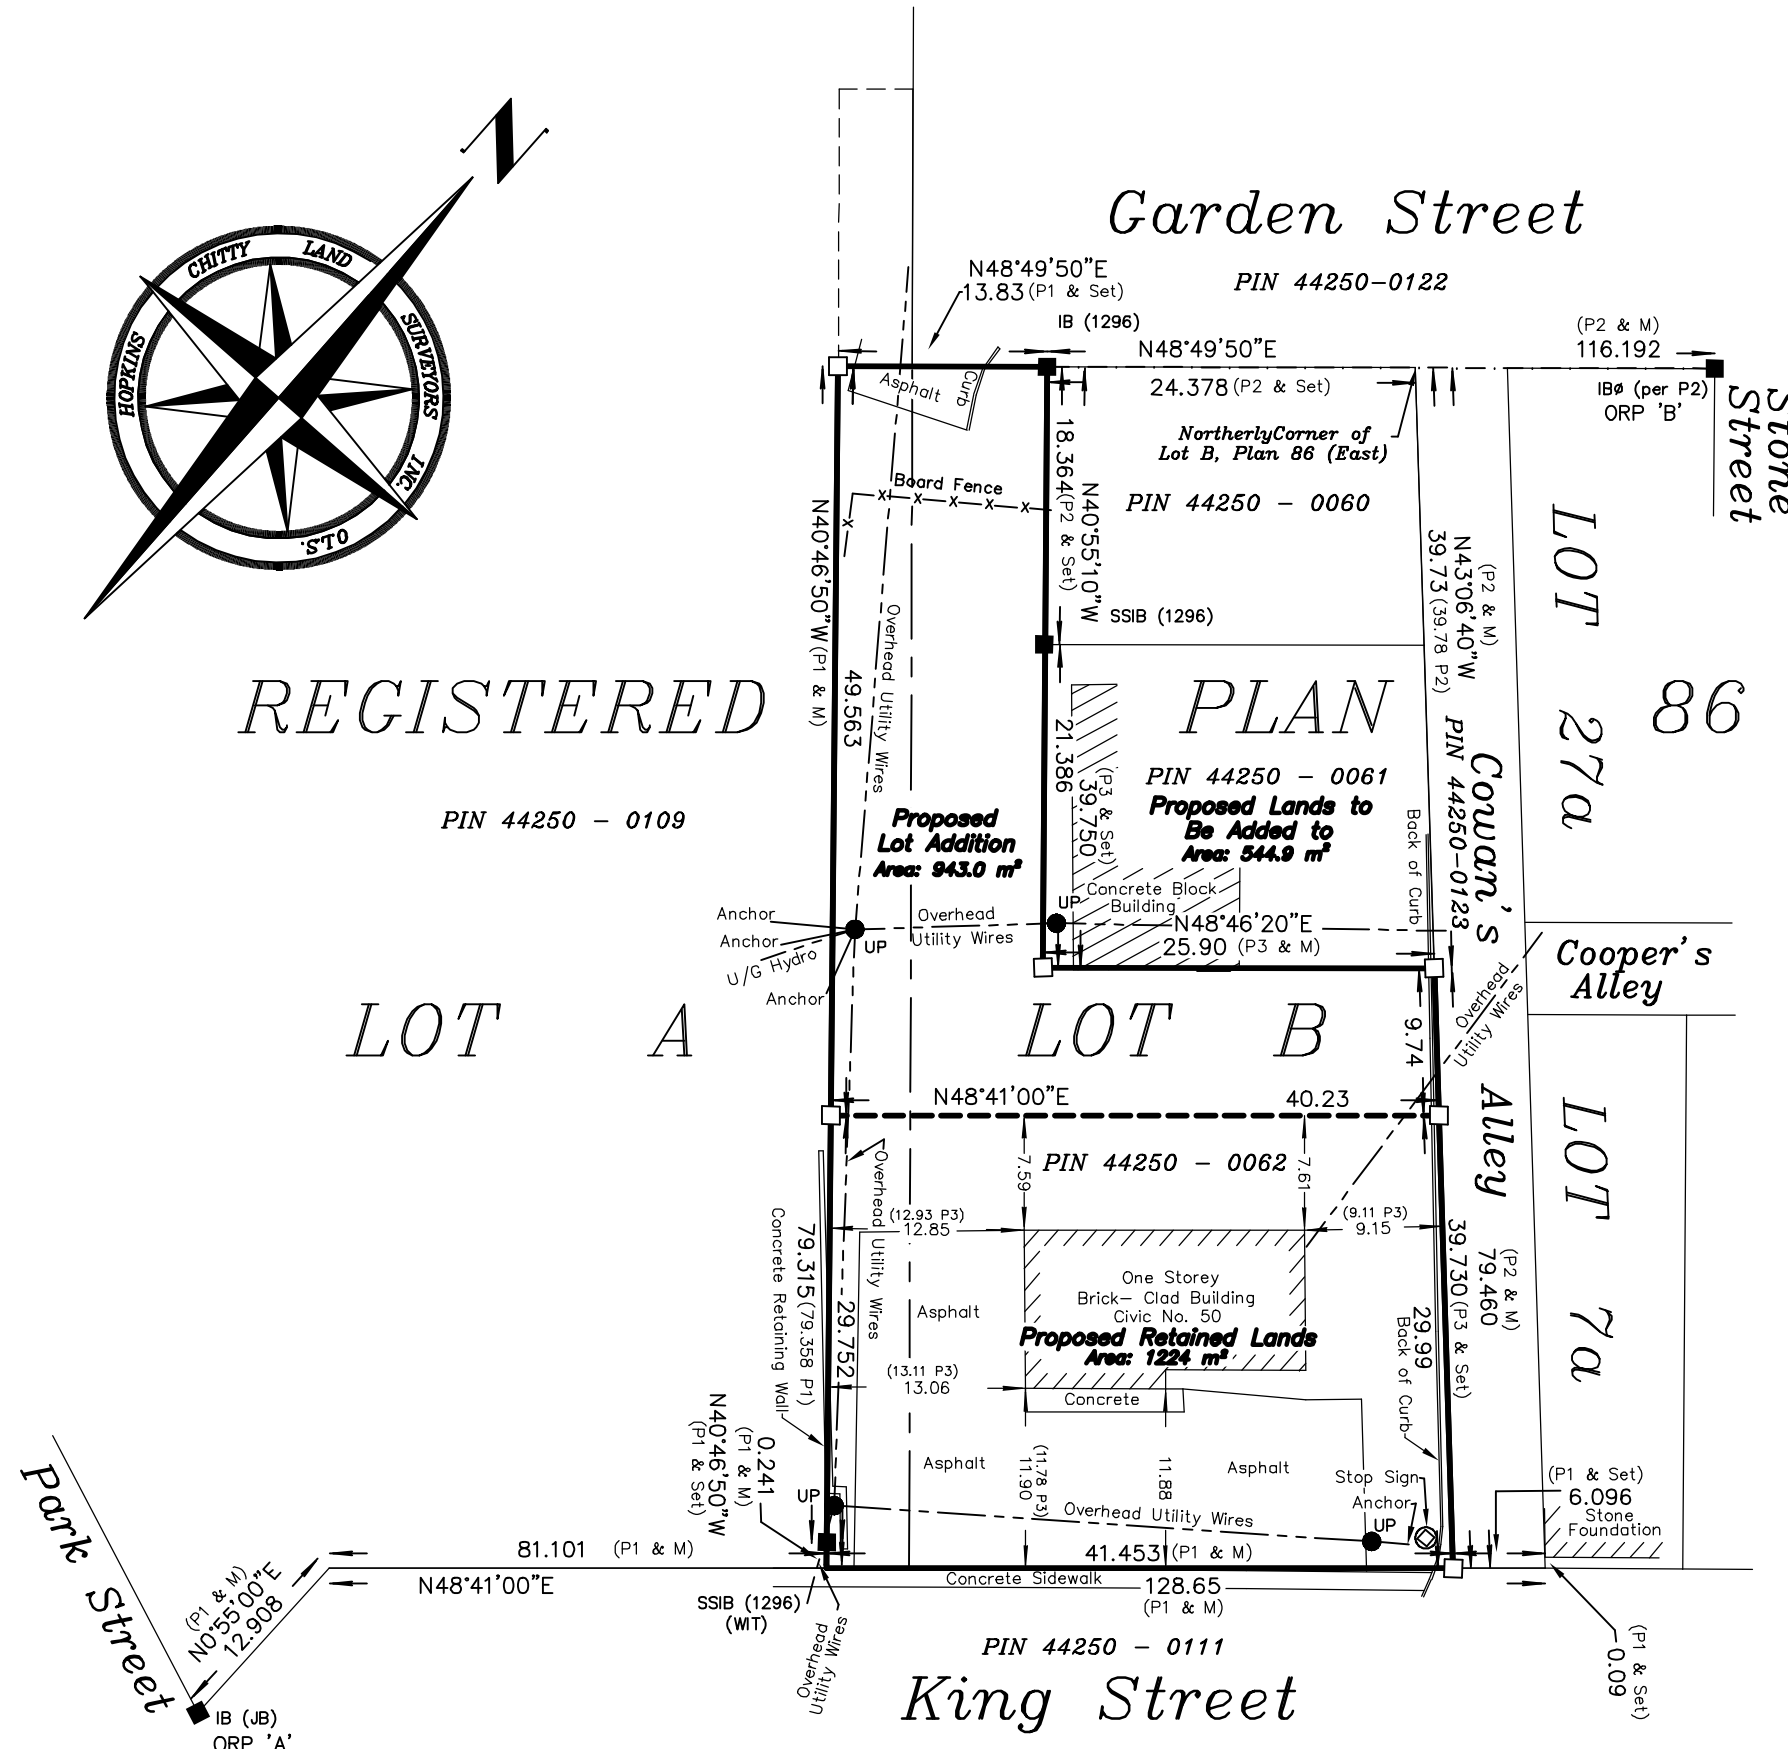 N
CHITTY LAND SURVEYORS INC.
O.L.S.
HOPKINS
Garden Street
PIN 44250-0122
N48°49'50"E
13.83 (P1 & Set)
IB (1296)
N48°49'50"E
(P2 & M)
116.192
24.378 (P2 & Set)
IBø (per P2)
ORP 'B'
Stone
Street
Asphalt
Curb
NortherlyCorner of
Lot B, Plan 86 (East)
PIN 44250 - 0060
Board Fence
18.364 (P2 & Set)
N40°55'10"W
SSIB (1296)
N40°46'50"W (P1 & M)
49.563
Overhead Utility Wires
(P2 & M)
N43°06'40"W
39.73 (39.78 P2)
LOT 27a
REGISTERED PLAN 86
PIN 44250 - 0109
21.386
39.750
(P3 & Set)
PIN 44250 - 0061
Proposed Lands to
Be Added to
Area: 544.9 m²
Proposed
Lot Addition
Area: 943.0 m²
Back of Curb
PIN 44250-0123
Cowan's Alley
Concrete Block
Building
UP
N48°46'20"E
25.90 (P3 & M)
Anchor
Anchor
U/G Hydro
Anchor
UP
Overhead
Utility Wires
Cooper's
Alley
Overhead
Utility Wires
LOT A
LOT B
9.74
N48°41'00"E
40.23
PIN 44250 - 0062
7.59
7.61
Overhead Utility Wires
(12.93 P3)
12.85
(9.11 P3)
9.15
LOT 7a
79.315 (79.358 P1)
Concrete Retaining Wall
29.752
Asphalt
One Storey
Brick- Clad Building
Civic No. 50
Proposed Retained Lands
Area: 1224 m²
29.99
Back of Curb
39.730 (P3 & Set)
79.460
(P2 & M)
(13.11 P3)
13.06
Concrete
N40°46'50"W
(P1 & Set)
0.241
(P1 & M)
Asphalt
(11.78 P3)
11.90
11.88
Asphalt
Stop Sign
Anchor
UP
UP
Overhead Utility Wires
(P1 & Set)
6.096
Stone
Foundation
Park Street
(P1 & M)
N0°55'00"E
12.908
81.101 (P1 & M)
N48°41'00"E
41.453 (P1 & M)
Concrete Sidewalk
128.65
(P1 & M)
SSIB (1296)
(WIT)
Overhead
Utility Wires
PIN 44250 - 0111
King Street
(P1 & Set)
0.09
IB (JB)
ORP 'A'